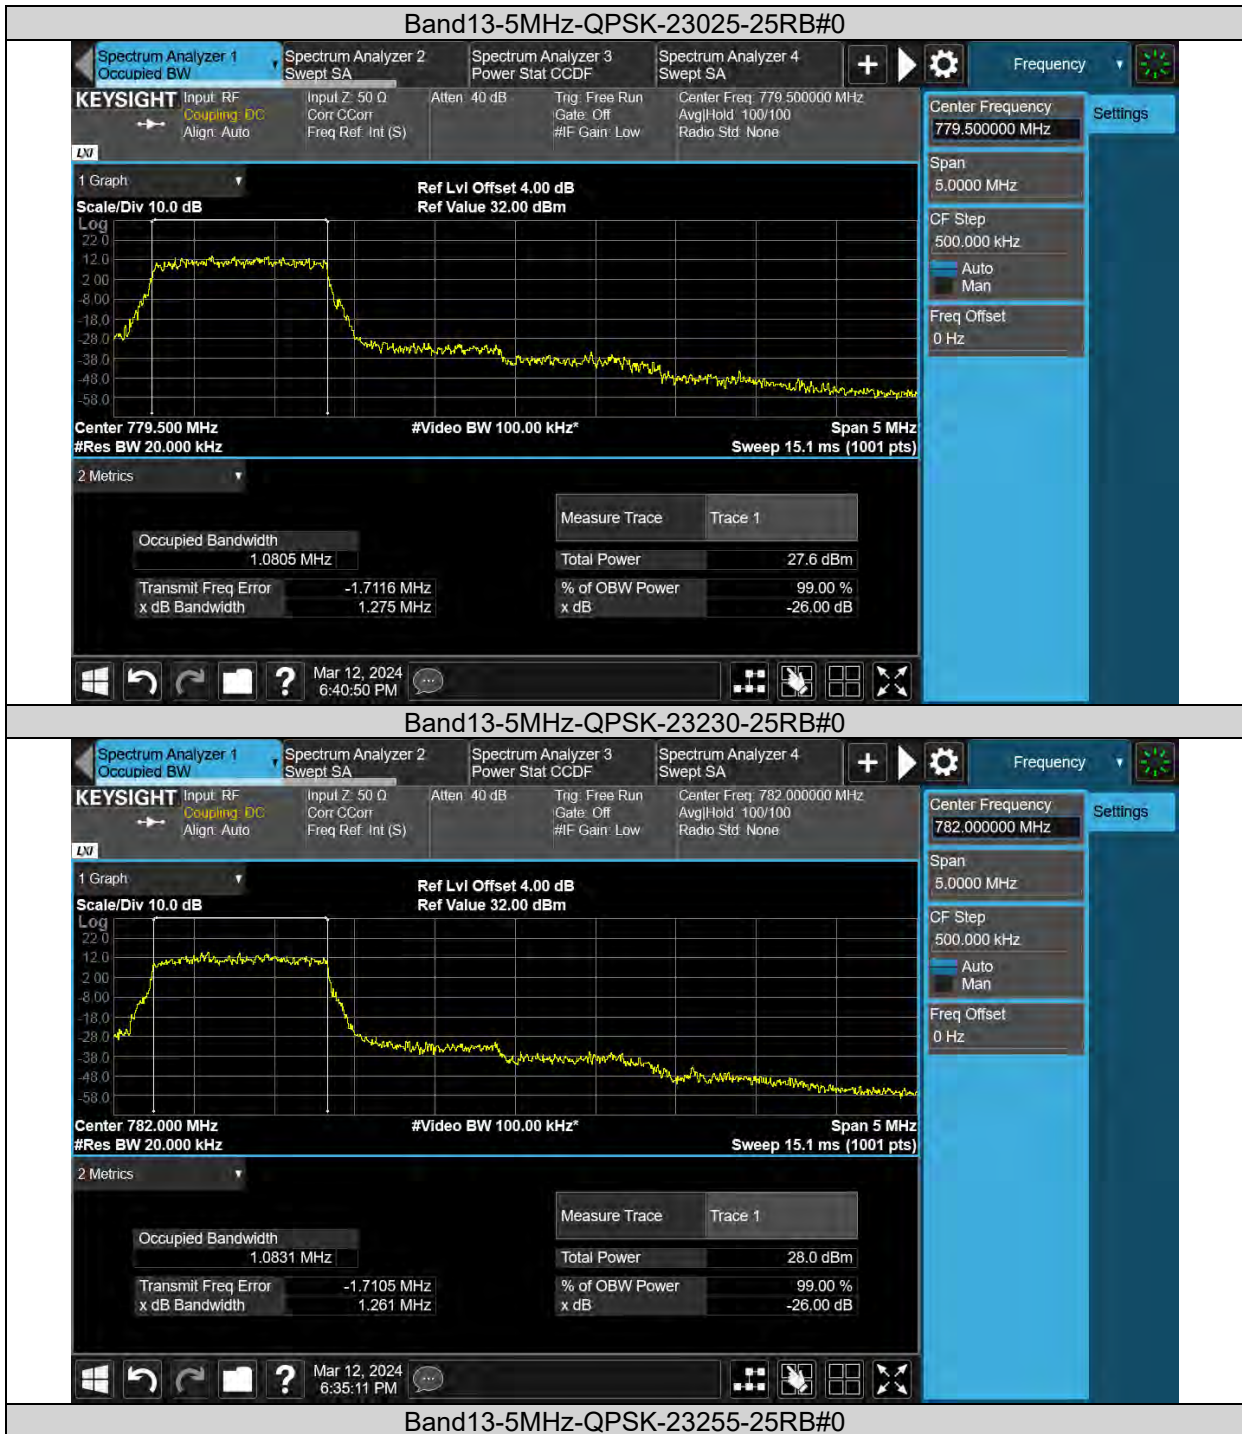 Band13-5MHz-QPSK-23025-25RB#0
Spectrum Analyzer 1
Occupied BW
Spectrum Analyzer 2
Swept SA
Spectrum Analyzer 3
Power Stat CCDF
Spectrum Analyzer 4
Swept SA
+
Frequency
KEYSIGHT
Input: RF
Coupling: DC
Align: Auto
Input Z: 50 Ω
Corr CCorr
Freq Ref: Int (S)
Atten: 40 dB
Trig: Free Run
Gate: Off
#IF Gain: Low
Center Freq: 779.500000 MHz
Avg|Hold: 100/100
Radio Std: None
LXI
Center Frequency
779.500000 MHz
Settings
Span
5.0000 MHz
CF Step
500.000 kHz
Auto
Man
Freq Offset
0 Hz
1 Graph
Ref Lvl Offset 4.00 dB
Scale/Div 10.0 dB
Ref Value 32.00 dBm
Log
22.0
12.0
2.00
-8.00
-18.0
-28.0
-38.0
-48.0
-58.0
Center 779.500 MHz
#Video BW 100.00 kHz*
Span 5 MHz
#Res BW 20.000 kHz
Sweep 15.1 ms (1001 pts)
2 Metrics
Measure Trace
Trace 1
Occupied Bandwidth
1.0805 MHz
Total Power
27.6 dBm
Transmit Freq Error
-1.7116 MHz
% of OBW Power
99.00 %
x dB Bandwidth
1.275 MHz
x dB
-26.00 dB
?
Mar 12, 2024
6:40:50 PM
Band13-5MHz-QPSK-23230-25RB#0
Spectrum Analyzer 1
Occupied BW
Spectrum Analyzer 2
Swept SA
Spectrum Analyzer 3
Power Stat CCDF
Spectrum Analyzer 4
Swept SA
+
Frequency
KEYSIGHT
Input: RF
Coupling: DC
Align: Auto
Input Z: 50 Ω
Corr CCorr
Freq Ref: Int (S)
Atten: 40 dB
Trig: Free Run
Gate: Off
#IF Gain: Low
Center Freq: 782.000000 MHz
Avg|Hold: 100/100
Radio Std: None
LXI
Center Frequency
782.000000 MHz
Settings
Span
5.0000 MHz
CF Step
500.000 kHz
Auto
Man
Freq Offset
0 Hz
1 Graph
Ref Lvl Offset 4.00 dB
Scale/Div 10.0 dB
Ref Value 32.00 dBm
Log
22.0
12.0
2.00
-8.00
-18.0
-28.0
-38.0
-48.0
-58.0
Center 782.000 MHz
#Video BW 100.00 kHz*
Span 5 MHz
#Res BW 20.000 kHz
Sweep 15.1 ms (1001 pts)
2 Metrics
Measure Trace
Trace 1
Occupied Bandwidth
1.0831 MHz
Total Power
28.0 dBm
Transmit Freq Error
-1.7105 MHz
% of OBW Power
99.00 %
x dB Bandwidth
1.261 MHz
x dB
-26.00 dB
?
Mar 12, 2024
6:35:11 PM
Band13-5MHz-QPSK-23255-25RB#0